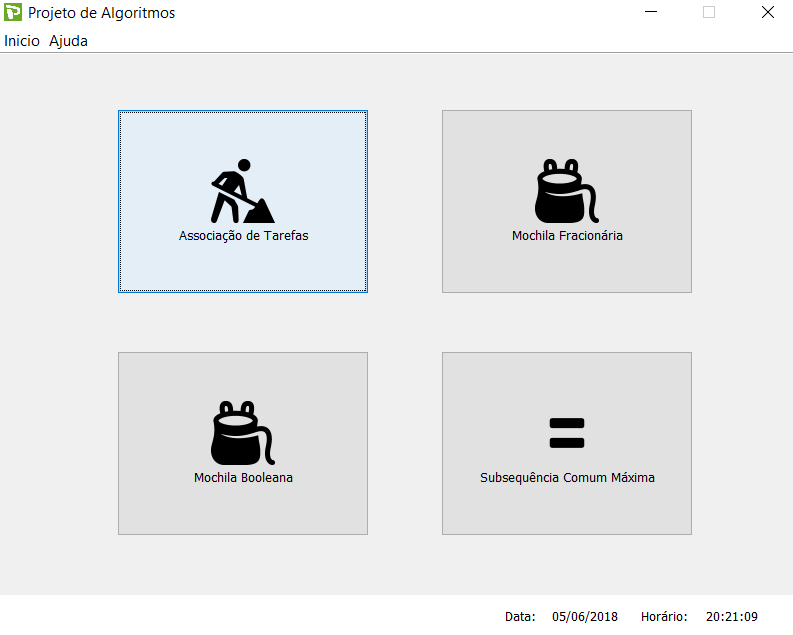 Projeto de Algoritmos
Inicio Ajuda
Associação de Tarefas
Mochila Fracionária
Mochila Booleana
Subsequência Comum Máxima
Data: 05/06/2018 Horário: 20:21:09